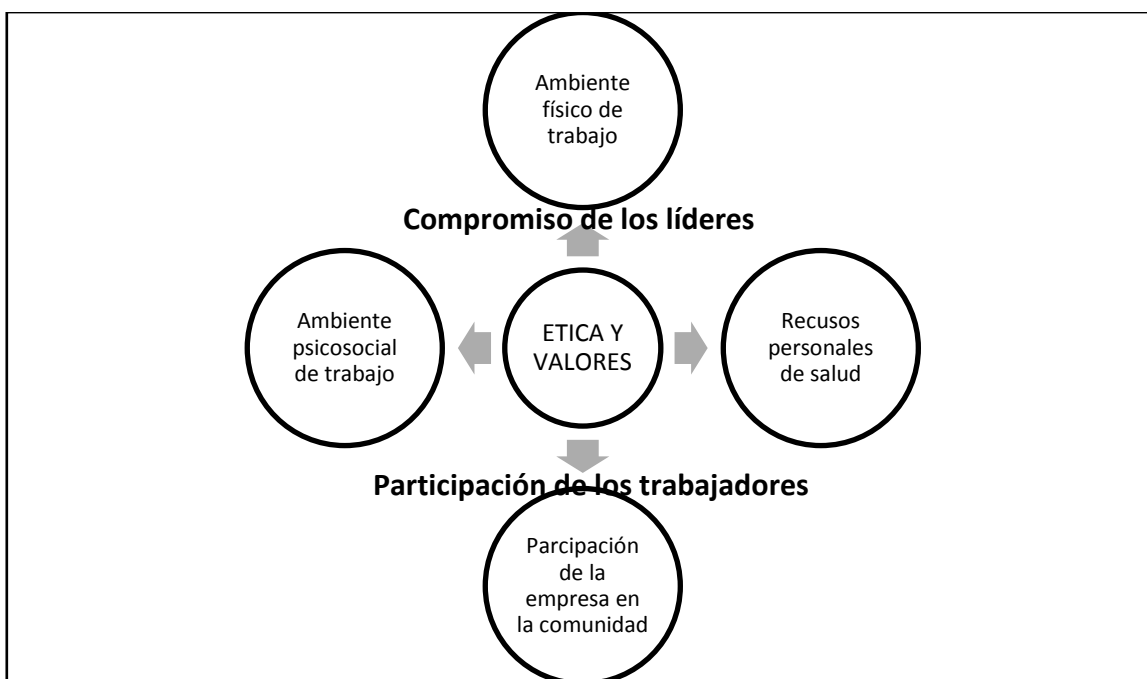 Ambiente
físico de
trabajo
Compromiso de los líderes
Ambiente
psicosocial
de trabajo
ETICA Y
VALORES
Recusos
personales
de salud
Participación de los trabajadores
Parcipación
de la
empresa en
la comunidad